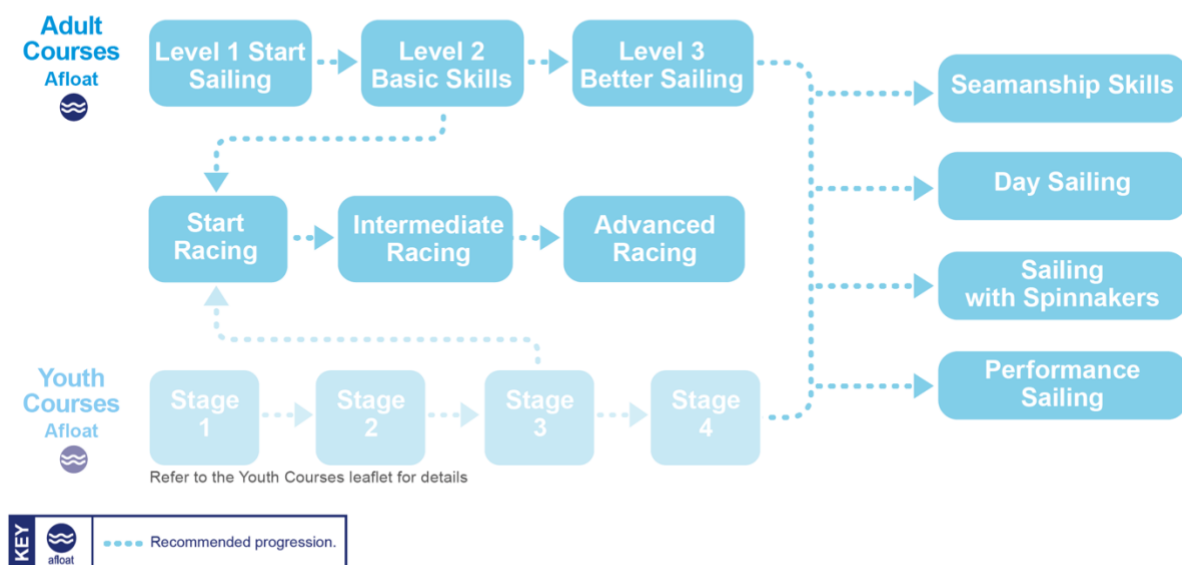 Adult
Courses
Afloat
Level 1 Start
Sailing
Level 2
Basic Skills
Level 3
Better Sailing
Seamanship Skills
Day Sailing
Start
Racing
Intermediate
Racing
Advanced
Racing
Sailing
with Spinnakers
Performance
Sailing
Youth
Courses
Afloat
Stage
1
Stage
2
Stage
3
Stage
4
Refer to the Youth Courses leaflet for details
KEY
afloat
Recommended progression.